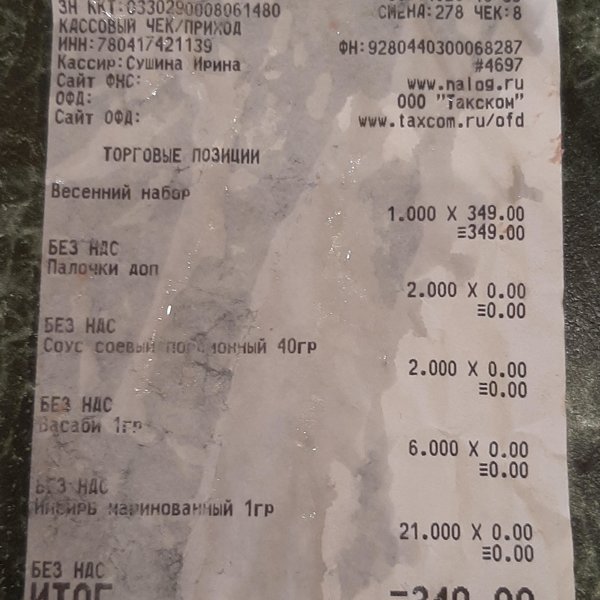 ЗН ККТ:0330290008061480 СМЕНА:278 ЧЕК:8
КАССОВЫЙ ЧЕК/ПРИХОД
ИНН:780417421139 ФН:9280440300068287
Кассир:Сушина Ирина #4697
Сайт ФНС: www.nalog.ru
ОФД: ООО "Такском"
Сайт ОФД: www.taxcom.ru/ofd
ТОРГОВЫЕ ПОЗИЦИИ
Весенний набор
1.000 X 349.00
≡349.00
БЕЗ НДС
Палочки доп
2.000 X 0.00
≡0.00
БЕЗ НДС
Соус соевый порционный 40гр
2.000 X 0.00
≡0.00
БЕЗ НДС
Васаби 1гр
6.000 X 0.00
≡0.00
БЕЗ НДС
Имбирь маринованный 1гр
21.000 X 0.00
≡0.00
БЕЗ НДС
ИТОГ ≡349.00